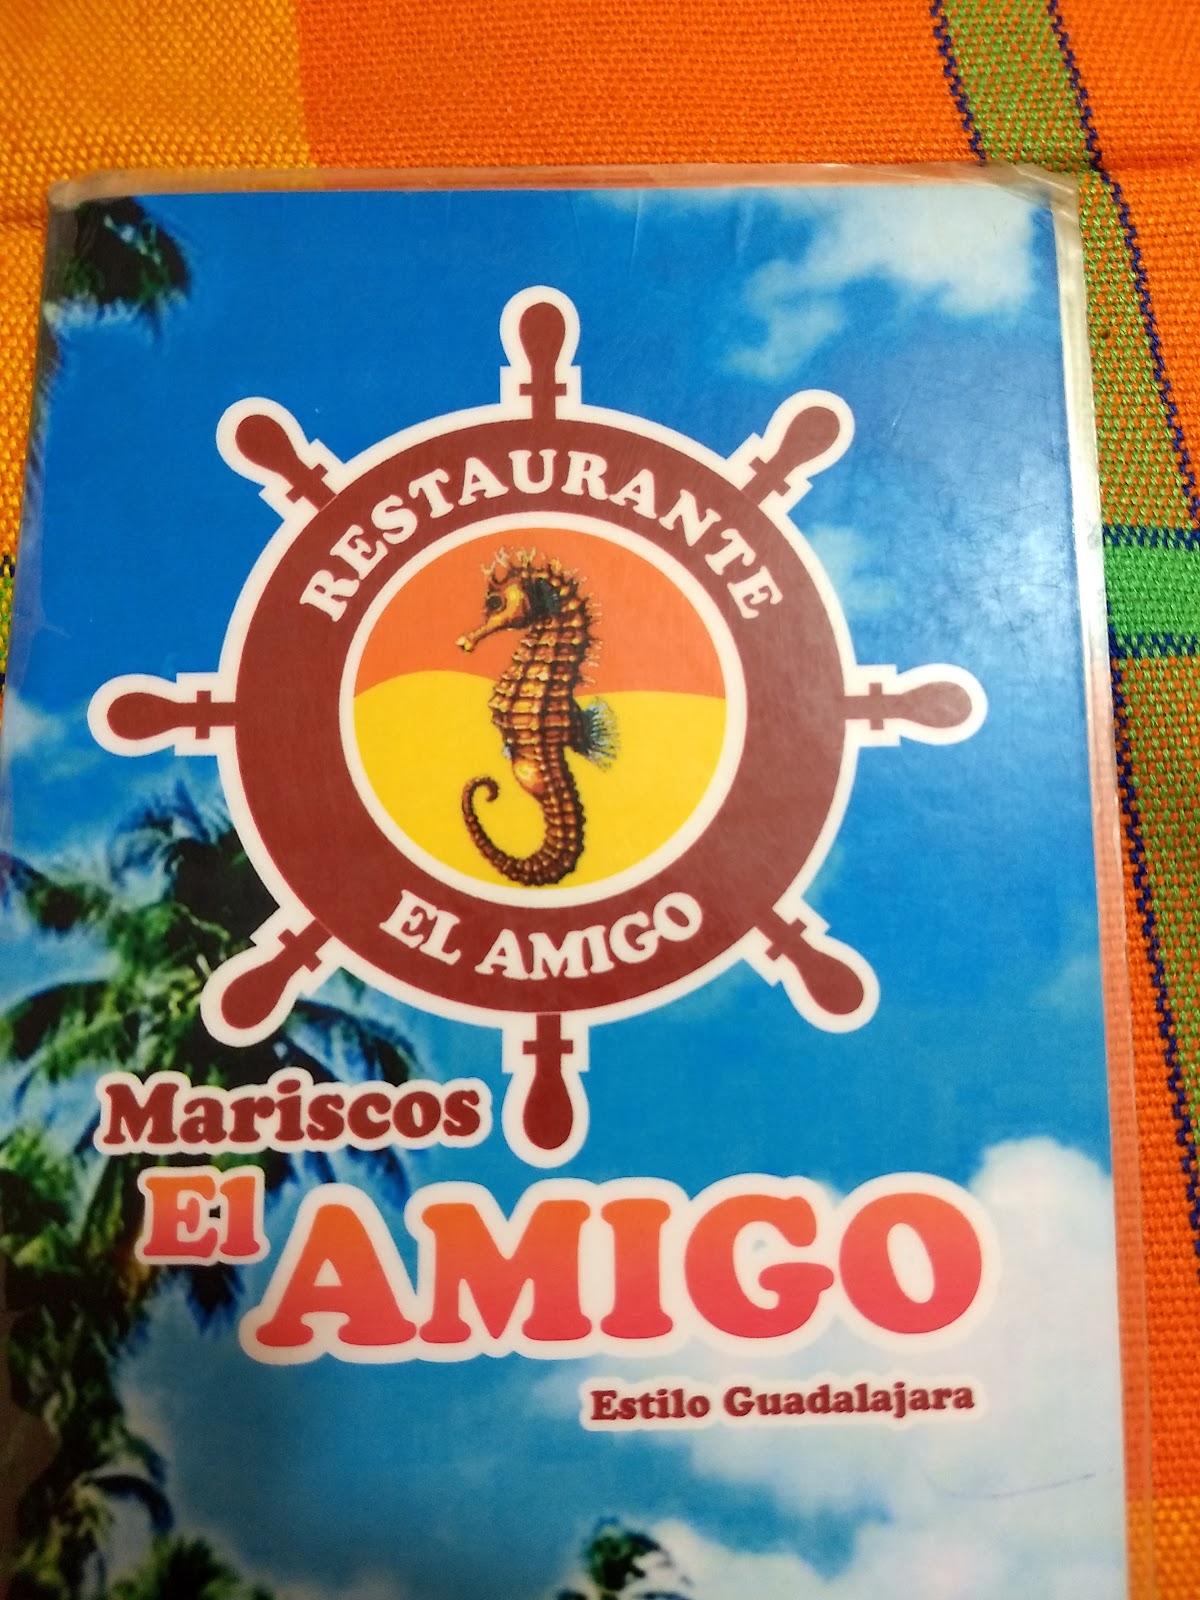 RESTAURANTE
EL AMIGO
Mariscos
El AMIGO
Estilo Guadalajara